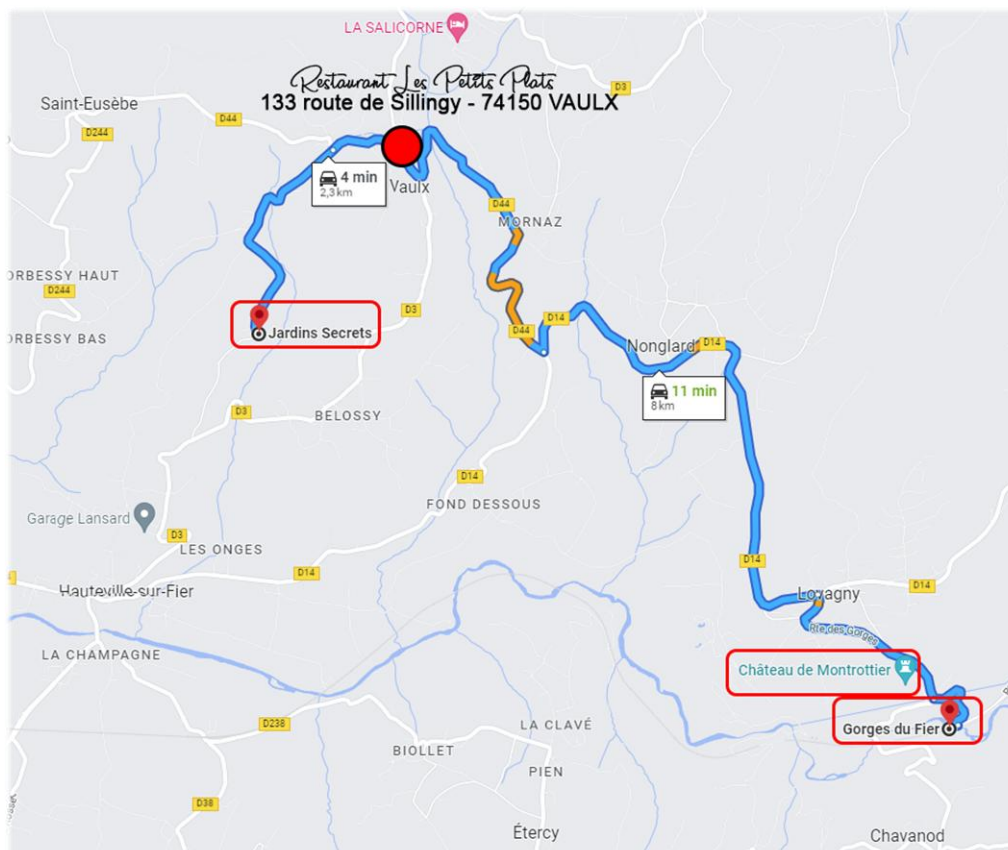 LA SALICORNE
Restaurant Les Petits Plats
133 route de Sillingy - 74150 VAULX
D3
Saint-Eusèbe
D44
D244
4 min
2,3 km
Vaulx
D44
MORNAZ
ORBESSY HAUT
D244
D3
D14
ORBESSY BAS
Jardins Secrets
D44
Nonglard
D14
11 min
8 km
D3
BELOSSY
D14
FOND DESSOUS
Garage Lansard
D3
LES ONGES
D14
D14
D14
Hauteville-sur-Fier
Lovagny
Rte des Gorges
LA CHAMPAGNE
Château de Montrottier
D238
LA CLAVÉ
Gorges du Fier
BIOLLET
PIEN
D38
Étercy
Chavanod